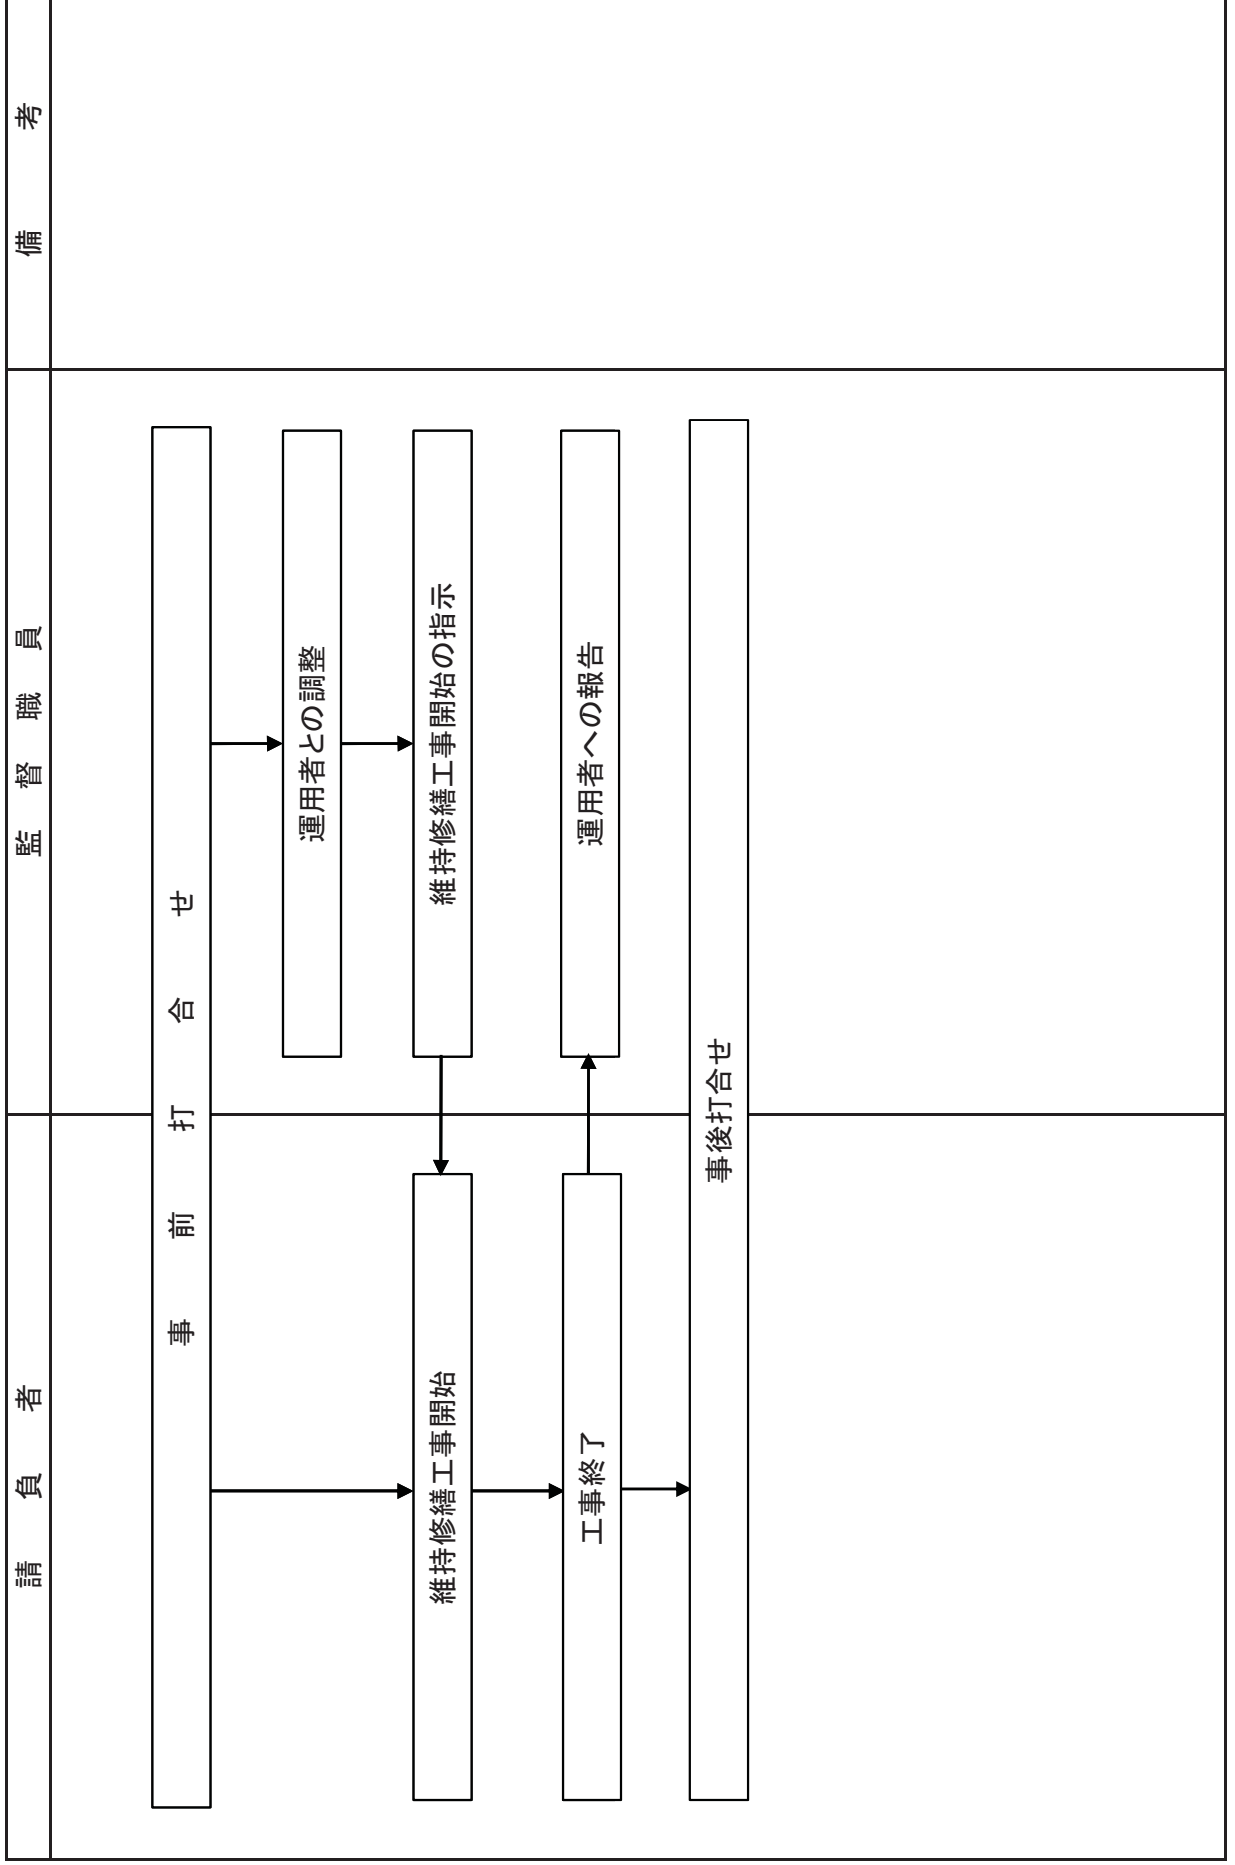 請負者
監督職員
備考
事前打合せ
運用者との調整
維持修繕工事開始
維持修繕工事開始の指示
工事終了
運用者への報告
事後打合せ